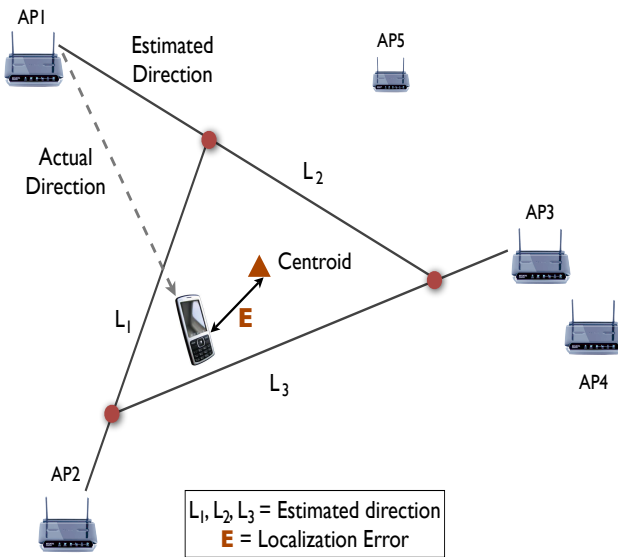 AP1
Estimated
Direction
AP5
Actual
Direction
L₂
AP3
Centroid
L₁
E
L₃
AP4
AP2
L₁, L₂, L₃ = Estimated direction
E = Localization Error